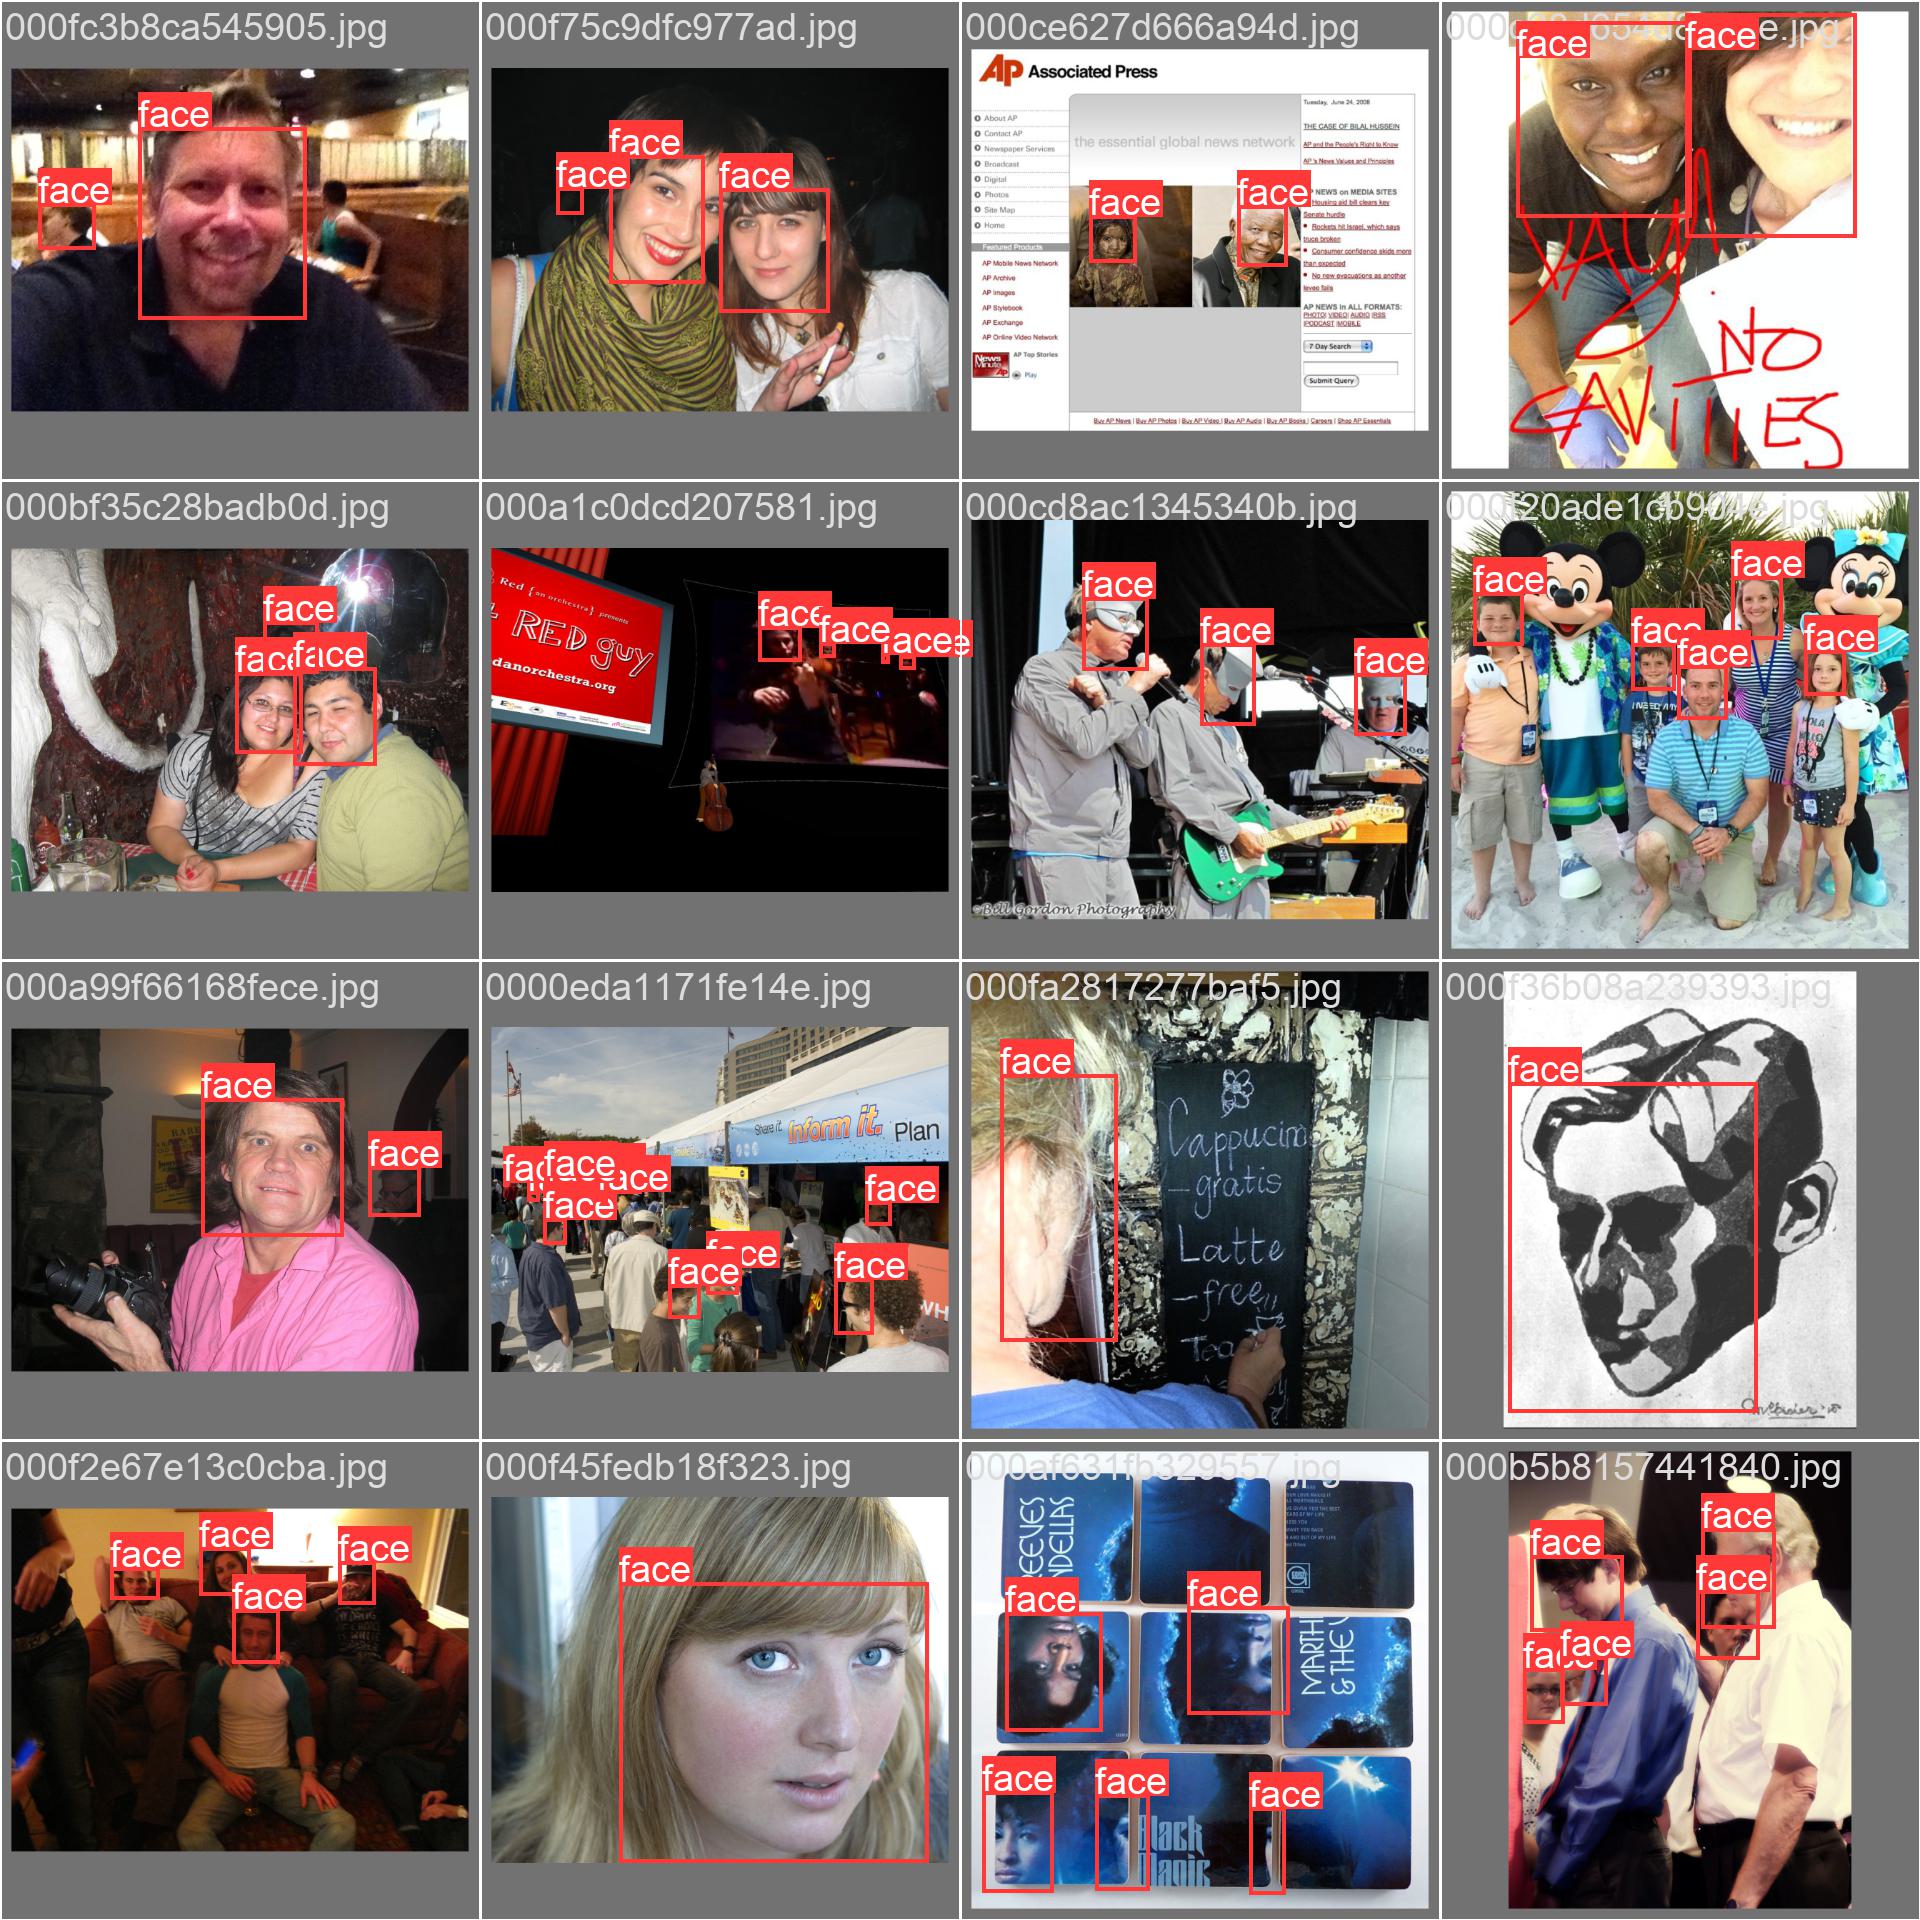 000fc3b8ca545905.jpg
face
face
000f75c9dfc977ad.jpg
face
face
face
000ce627d666a94d.jpg
AP Associated Press
About AP
Contact AP
Newspaper Services
Broadcast
Digital
Photos
Site Map
Home
Featured Products
AP Mobile News Network
AP Archive
AP Images
AP Stylebook
AP Exchange
AP Online Video Network
News Minute AP
AP Top Stories
Play
the essential global news network
face
face
Tuesday, June 24, 2008
THE CASE OF BILAL HUSSEIN
AP and the People's Right to Know
AP's News Values and Principles
NEWS on MEDIA SITES
Housing aid bill clears key
Senate hurdle
Rockets hit Israel, which says
truce broken
Consumer confidence skids more
than expected
No new evacuations as another
levee fails
AP NEWS in ALL FORMATS:
PHOTO| VIDEO| AUDIO |RSS
|PODCAST |MOBILE
7 Day Search
Submit Query
Buy AP News | Buy AP Photos | Buy AP Video | Buy AP Audio | Buy AP Books | Careers | Shop AP Essentials
face
face
NO
000bf35c28badb0d.jpg
face
face
face
000a1c0dcd207581.jpg
Red {an orchestra} presents
RED guy
danorchestra.org
face
face
face
000cd8ac1345340b.jpg
face
face
face
©Bill Gordon Photography
000f20ade1cb904e.jpg
face
face
face
face
face
000a99f66168fece.jpg
RARE
face
face
0000eda1171fe14e.jpg
Share it. Inform it. Plan
face
face
face
face
face
face
face
WH
000fa2817277baf5.jpg
face
Cappucino
-gratis
Latte
-free
Tea
000f36b08a239393.jpg
face
000f2e67e13c0cba.jpg
face
face
face
face
000f45fedb18f323.jpg
face
000af631fb329557.jpg
REEVES
NDELLAS
face
face
MARTH
& THE V
face
face
face
Black
Magic
000b5b8157441840.jpg
face
face
face
face
face